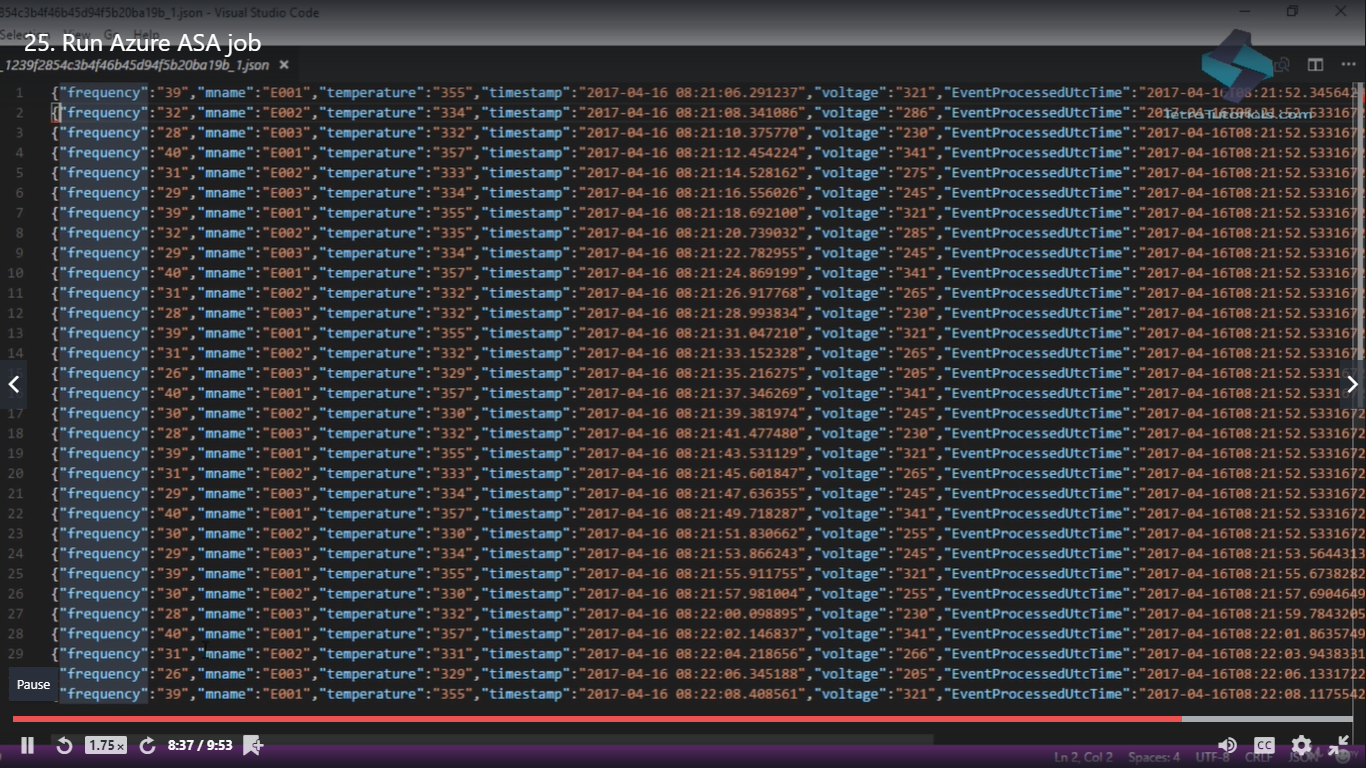 854c3b4f46b45d94f5b20ba19b_1.json - Visual Studio Code
View Go Help
25. Run Azure ASA job
_1239f2854c3b4f46b45d94f5b20ba19b_1.json
TetraTutorials.com
1 {"frequency":"39","mname":"E001","temperature":"355","timestamp":"2017-04-16 08:21:06.291237","voltage":"321","EventProcessedUtcTime":"2017-04-16T08:21:52.345642
2 {"frequency":"32","mname":"E002","temperature":"334","timestamp":"2017-04-16 08:21:08.341086","voltage":"286","EventProcessedUtcTime":"2017-04-16T08:21:52.533167
3 {"frequency":"28","mname":"E003","temperature":"332","timestamp":"2017-04-16 08:21:10.375770","voltage":"230","EventProcessedUtcTime":"2017-04-16T08:21:52.533167
4 {"frequency":"40","mname":"E001","temperature":"357","timestamp":"2017-04-16 08:21:12.454224","voltage":"341","EventProcessedUtcTime":"2017-04-16T08:21:52.533167
5 {"frequency":"31","mname":"E002","temperature":"333","timestamp":"2017-04-16 08:21:14.528162","voltage":"275","EventProcessedUtcTime":"2017-04-16T08:21:52.533167
6 {"frequency":"29","mname":"E003","temperature":"334","timestamp":"2017-04-16 08:21:16.556026","voltage":"245","EventProcessedUtcTime":"2017-04-16T08:21:52.533167
7 {"frequency":"39","mname":"E001","temperature":"355","timestamp":"2017-04-16 08:21:18.692100","voltage":"321","EventProcessedUtcTime":"2017-04-16T08:21:52.533167
8 {"frequency":"32","mname":"E002","temperature":"335","timestamp":"2017-04-16 08:21:20.739032","voltage":"285","EventProcessedUtcTime":"2017-04-16T08:21:52.533167
9 {"frequency":"29","mname":"E003","temperature":"334","timestamp":"2017-04-16 08:21:22.782955","voltage":"245","EventProcessedUtcTime":"2017-04-16T08:21:52.533167
10 {"frequency":"40","mname":"E001","temperature":"357","timestamp":"2017-04-16 08:21:24.869199","voltage":"341","EventProcessedUtcTime":"2017-04-16T08:21:52.533167
11 {"frequency":"31","mname":"E002","temperature":"332","timestamp":"2017-04-16 08:21:26.917768","voltage":"265","EventProcessedUtcTime":"2017-04-16T08:21:52.533167
12 {"frequency":"28","mname":"E003","temperature":"332","timestamp":"2017-04-16 08:21:28.993834","voltage":"230","EventProcessedUtcTime":"2017-04-16T08:21:52.533167
13 {"frequency":"39","mname":"E001","temperature":"355","timestamp":"2017-04-16 08:21:31.047210","voltage":"321","EventProcessedUtcTime":"2017-04-16T08:21:52.533167
14 {"frequency":"31","mname":"E002","temperature":"332","timestamp":"2017-04-16 08:21:33.152328","voltage":"265","EventProcessedUtcTime":"2017-04-16T08:21:52.533167
{"frequency":"26","mname":"E003","temperature":"329","timestamp":"2017-04-16 08:21:35.216275","voltage":"205","EventProcessedUtcTime":"2017-04-16T08:21:52.5331672
{"frequency":"40","mname":"E001","temperature":"357","timestamp":"2017-04-16 08:21:37.346269","voltage":"341","EventProcessedUtcTime":"2017-04-16T08:21:52.5331672
17 {"frequency":"30","mname":"E002","temperature":"330","timestamp":"2017-04-16 08:21:39.381974","voltage":"245","EventProcessedUtcTime":"2017-04-16T08:21:52.5331672
18 {"frequency":"28","mname":"E003","temperature":"332","timestamp":"2017-04-16 08:21:41.477480","voltage":"230","EventProcessedUtcTime":"2017-04-16T08:21:52.5331672
19 {"frequency":"39","mname":"E001","temperature":"355","timestamp":"2017-04-16 08:21:43.531129","voltage":"321","EventProcessedUtcTime":"2017-04-16T08:21:52.5331672
20 {"frequency":"31","mname":"E002","temperature":"333","timestamp":"2017-04-16 08:21:45.601847","voltage":"265","EventProcessedUtcTime":"2017-04-16T08:21:52.5331672
21 {"frequency":"29","mname":"E003","temperature":"334","timestamp":"2017-04-16 08:21:47.636355","voltage":"245","EventProcessedUtcTime":"2017-04-16T08:21:52.5331672
22 {"frequency":"40","mname":"E001","temperature":"357","timestamp":"2017-04-16 08:21:49.718287","voltage":"341","EventProcessedUtcTime":"2017-04-16T08:21:52.5331672
23 {"frequency":"30","mname":"E002","temperature":"330","timestamp":"2017-04-16 08:21:51.830662","voltage":"255","EventProcessedUtcTime":"2017-04-16T08:21:52.5331672
24 {"frequency":"29","mname":"E003","temperature":"334","timestamp":"2017-04-16 08:21:53.866243","voltage":"245","EventProcessedUtcTime":"2017-04-16T08:21:53.5644313
25 {"frequency":"39","mname":"E001","temperature":"355","timestamp":"2017-04-16 08:21:55.911755","voltage":"321","EventProcessedUtcTime":"2017-04-16T08:21:55.6738282
26 {"frequency":"30","mname":"E002","temperature":"330","timestamp":"2017-04-16 08:21:57.981004","voltage":"255","EventProcessedUtcTime":"2017-04-16T08:21:57.6904649
27 {"frequency":"28","mname":"E003","temperature":"332","timestamp":"2017-04-16 08:22:00.098895","voltage":"230","EventProcessedUtcTime":"2017-04-16T08:21:59.7843205
28 {"frequency":"40","mname":"E001","temperature":"357","timestamp":"2017-04-16 08:22:02.146837","voltage":"341","EventProcessedUtcTime":"2017-04-16T08:22:01.8635749
29 {"frequency":"31","mname":"E002","temperature":"331","timestamp":"2017-04-16 08:22:04.218656","voltage":"266","EventProcessedUtcTime":"2017-04-16T08:22:03.9438331
{"frequency":"26","mname":"E003","temperature":"329","timestamp":"2017-04-16 08:22:06.345188","voltage":"205","EventProcessedUtcTime":"2017-04-16T08:22:06.1331722
Pause
"frequency":"39","mname":"E001","temperature":"355","timestamp":"2017-04-16 08:22:08.408561","voltage":"321","EventProcessedUtcTime":"2017-04-16T08:22:08.1175542
1.75x 8:37 / 9:53 CC
Ln 2, Col 2 Spaces: 4 UTF-8 CRLF JSON